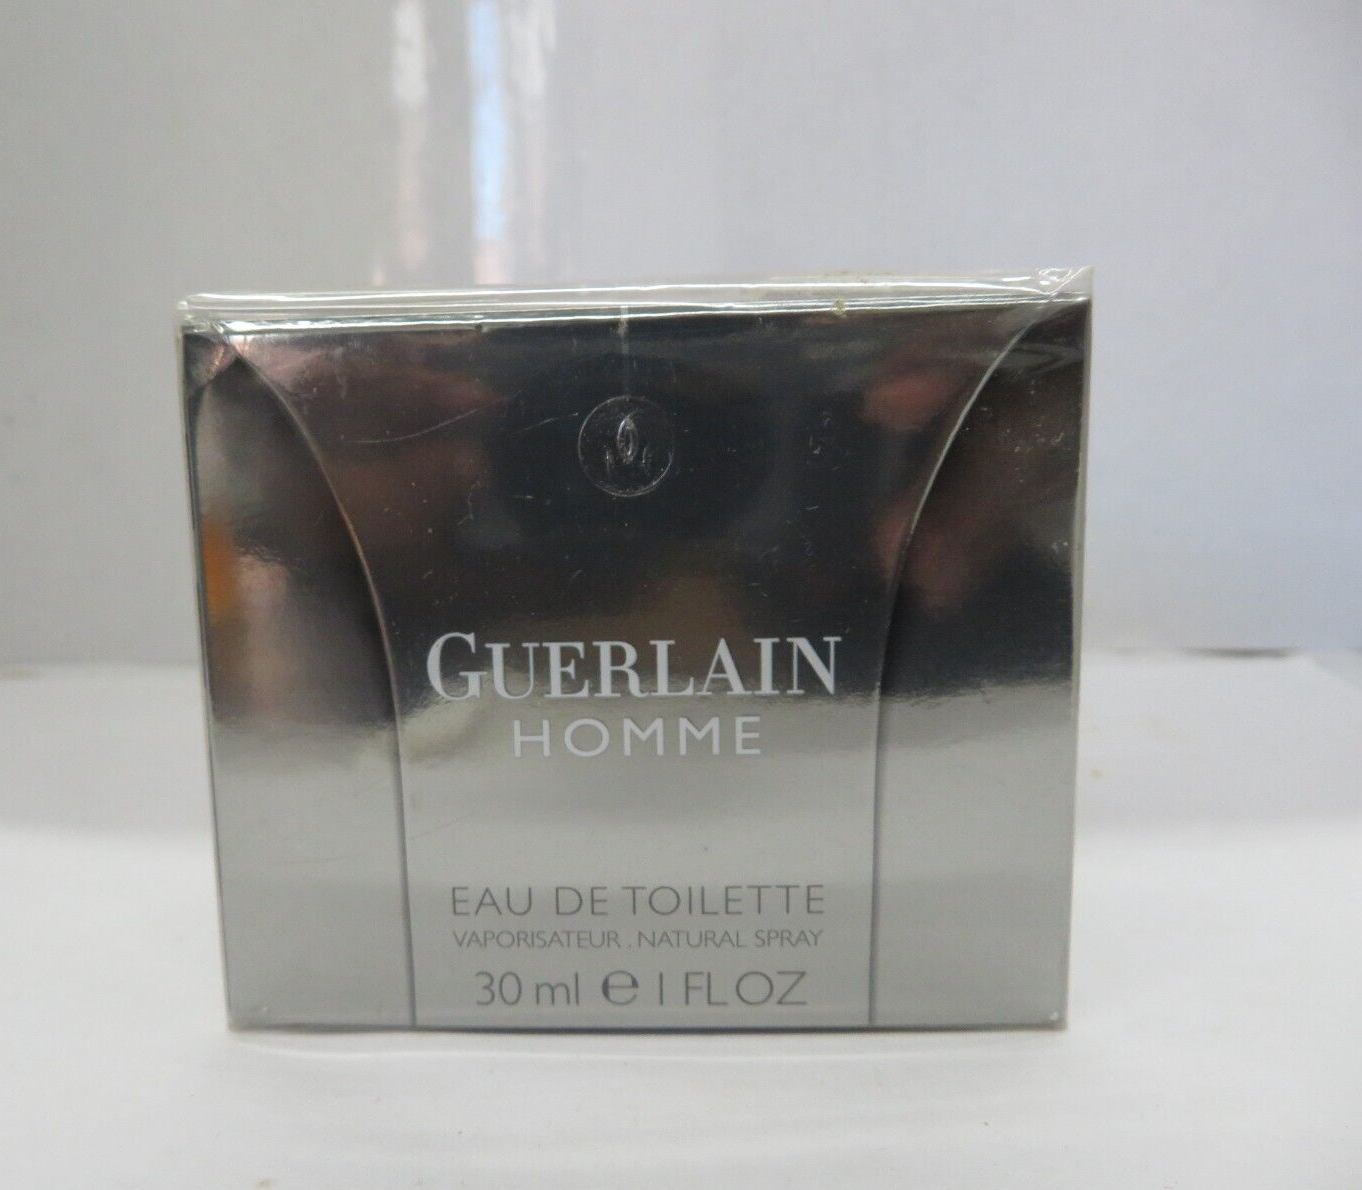 GUERLAIN
HOMME
EAU DE TOILETTE
VAPORISATEUR . NATURAL SPRAY
30 ml e 1 FL OZ